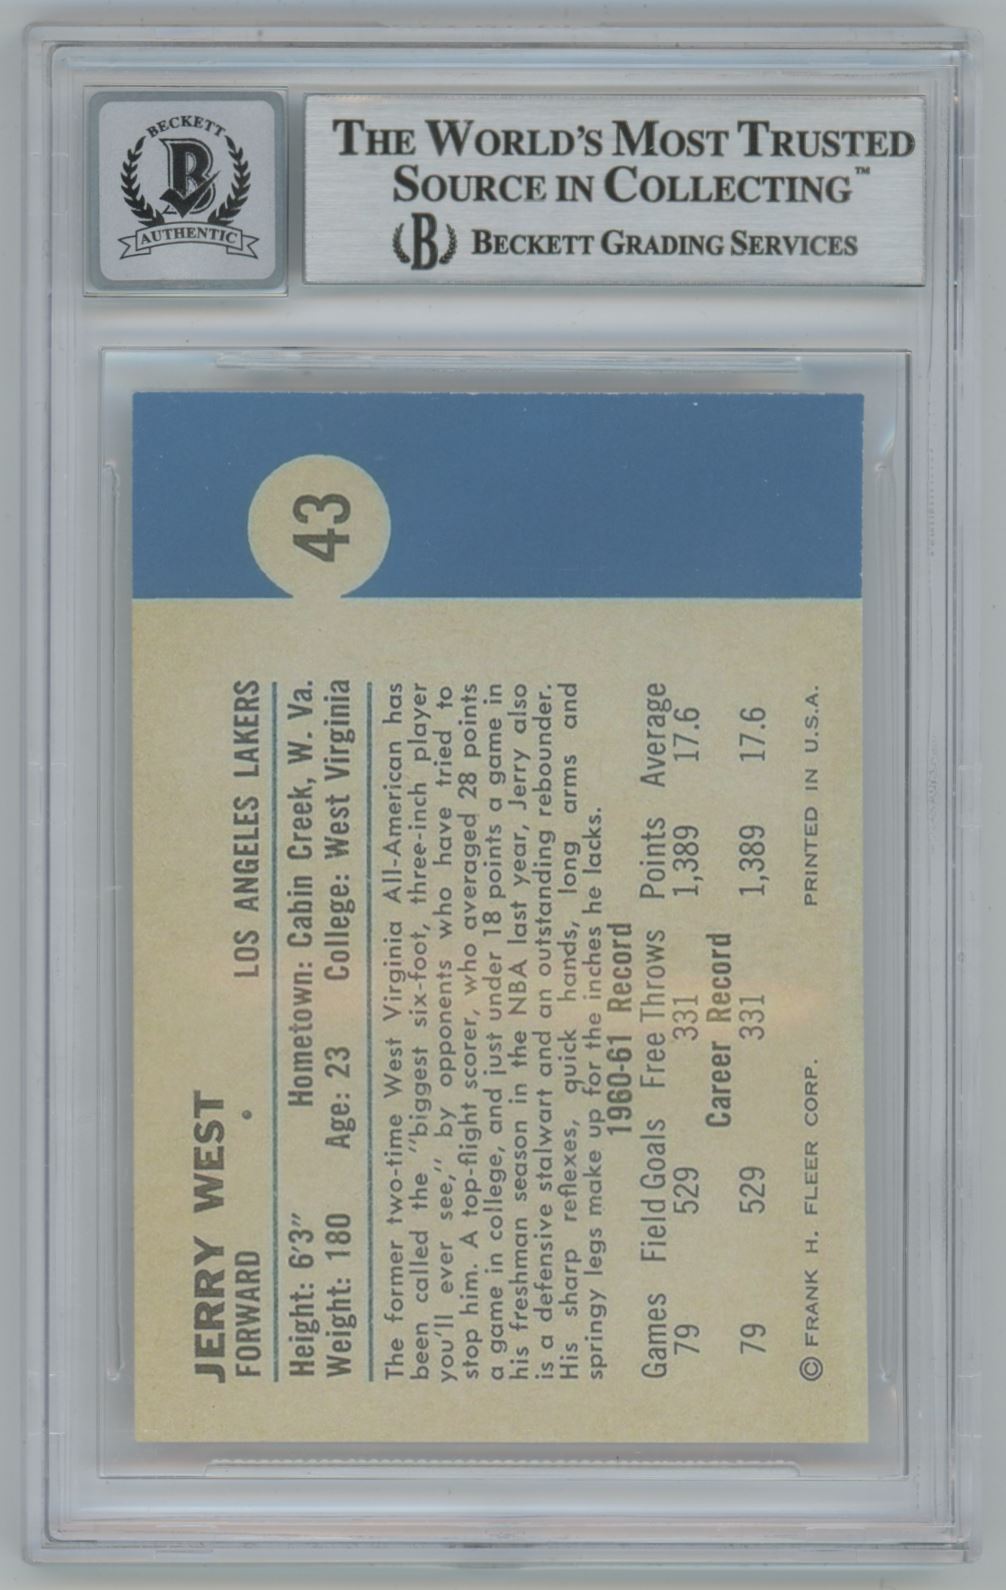 BECKETT
B
AUTHENTIC
THE WORLD'S MOST TRUSTED
SOURCE IN COLLECTING™
B BECKETT GRADING SERVICES
43
JERRY WEST
FORWARD • LOS ANGELES LAKERS
Height: 6'3" Hometown: Cabin Creek, W. Va.
Weight: 180 Age: 23 College: West Virginia
The former two-time West Virginia All-American has
been called the "biggest six-foot, three-inch player
you'll ever see," by opponents who have tried to
stop him. A top-flight scorer, who averaged 28 points
a game in college, and just under 18 points a game in
his freshman season in the NBA last year, Jerry also
is a defensive stalwart and an outstanding rebounder.
His sharp reflexes, quick hands, long arms and
springy legs make up for the inches he lacks.
1960-61 Record
Games Field Goals Free Throws Points Average
79 529 331 1,389 17.6
Career Record
79 529 331 1,389 17.6
© FRANK H. FLEER CORP. PRINTED IN U.S.A.